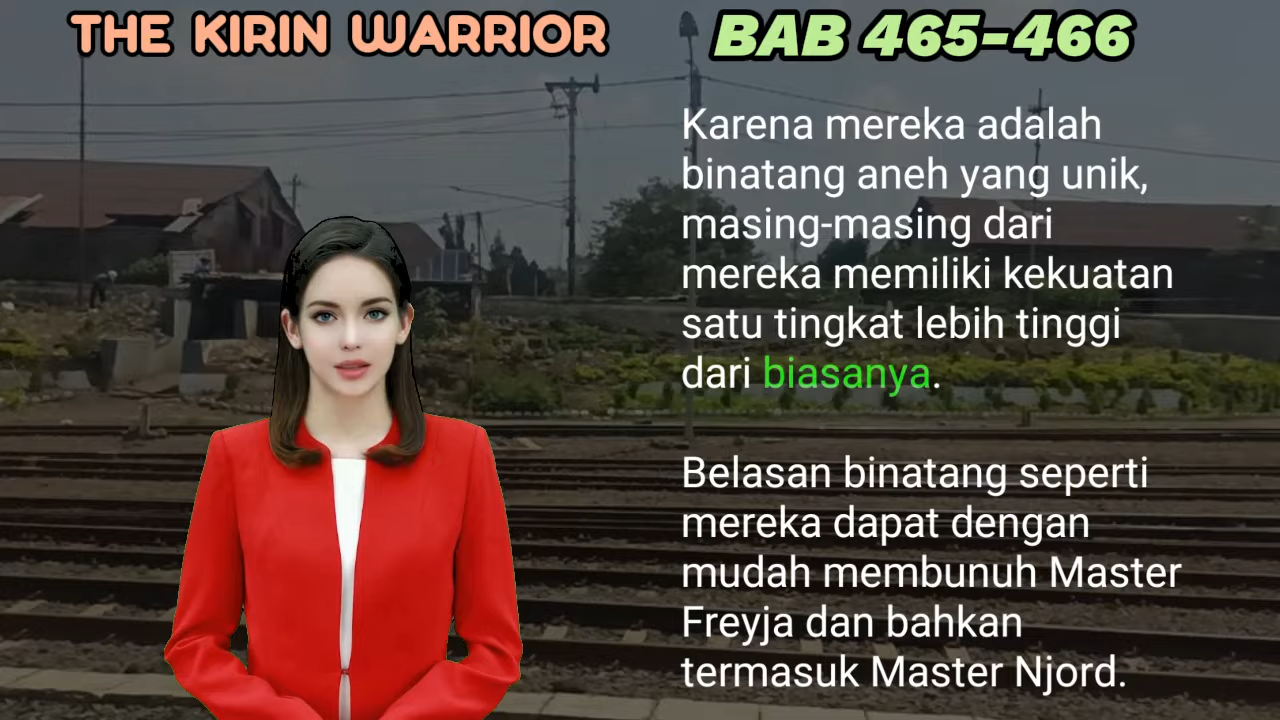 THE KIRIN WARRIOR
BAB 465-466
Karena mereka adalah
binatang aneh yang unik,
masing-masing dari
mereka memiliki kekuatan
satu tingkat lebih tinggi
dari biasanya.
Belasan binatang seperti
mereka dapat dengan
mudah membunuh Master
Freyja dan bahkan
termasuk Master Njord.